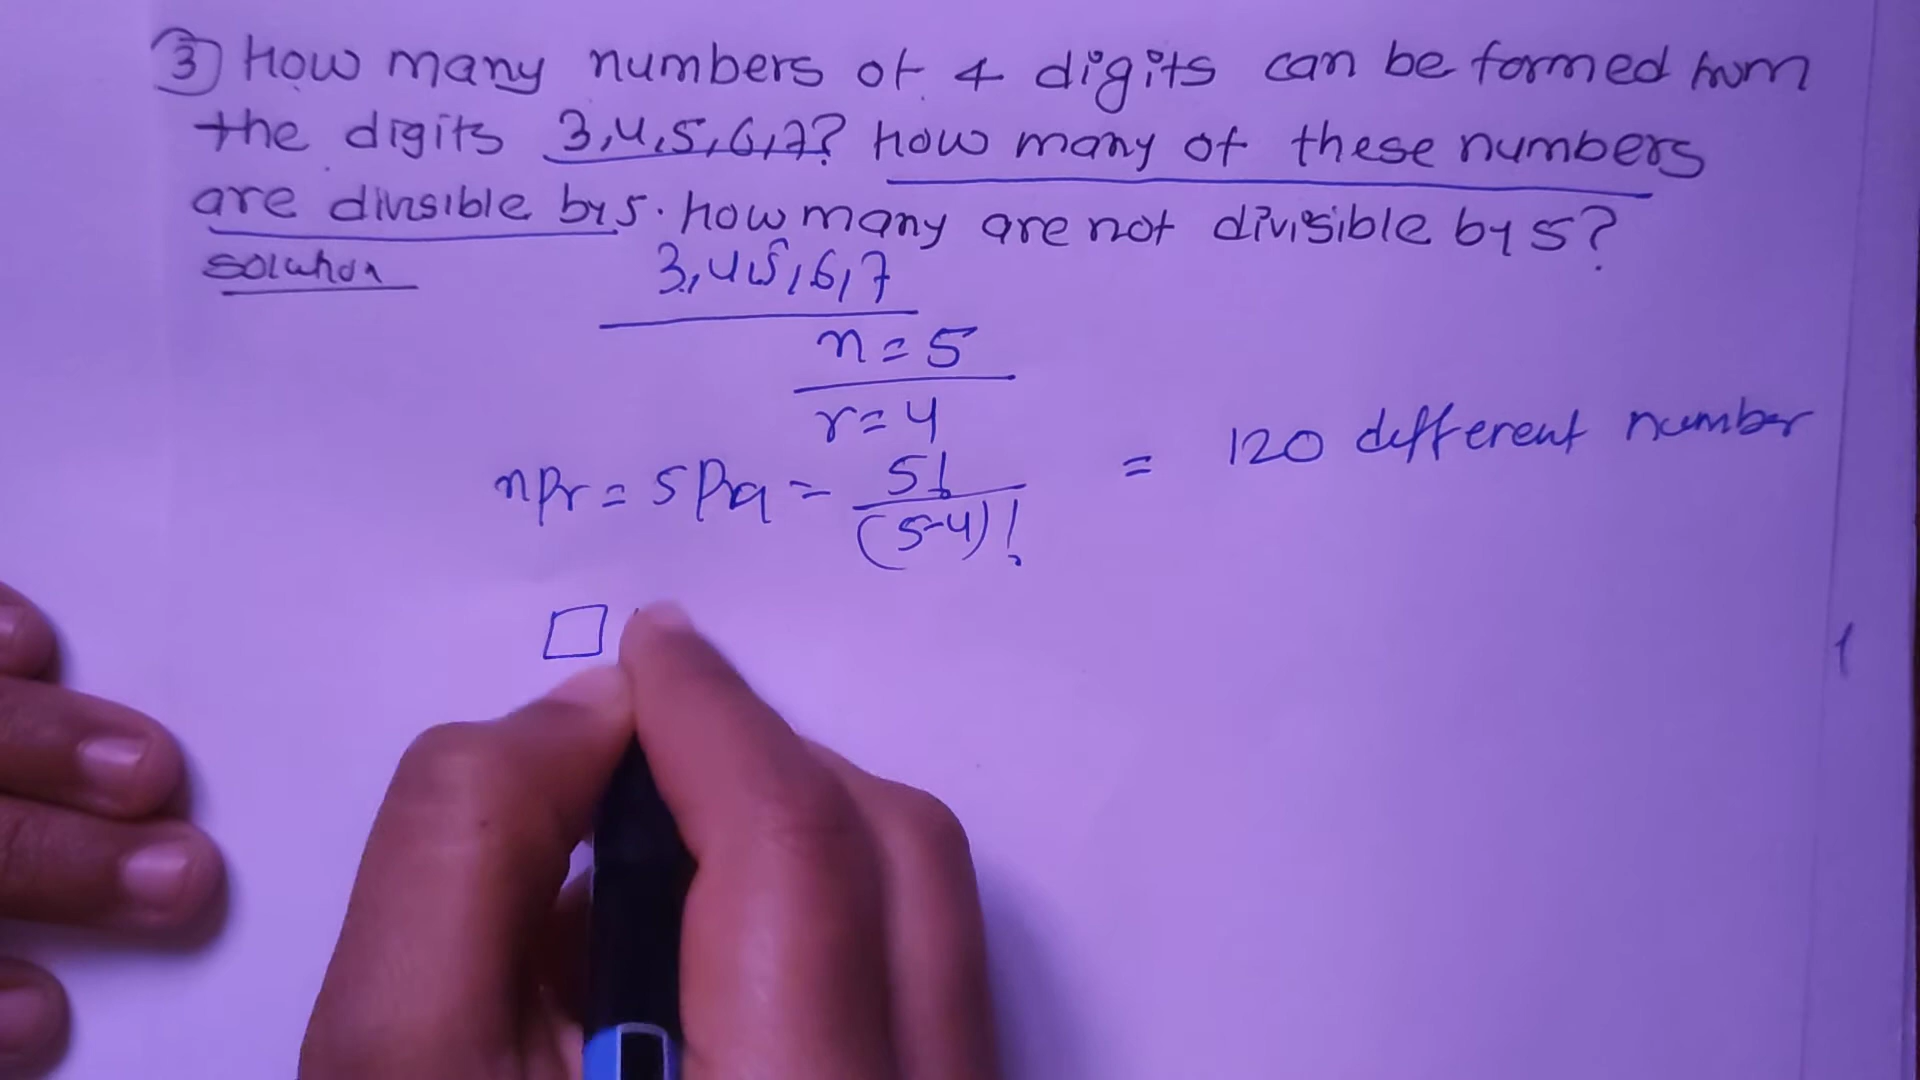 ③ How many numbers of 4 digits can be formed from
the digits 3,4,5,6,7? How many of these numbers
are divisible by 5. How many are not divisible by 5?
solution
3,4,5,6,7
n=5
r=4
nPr = 5P4 = 5! / (5-4)! = 120 different number